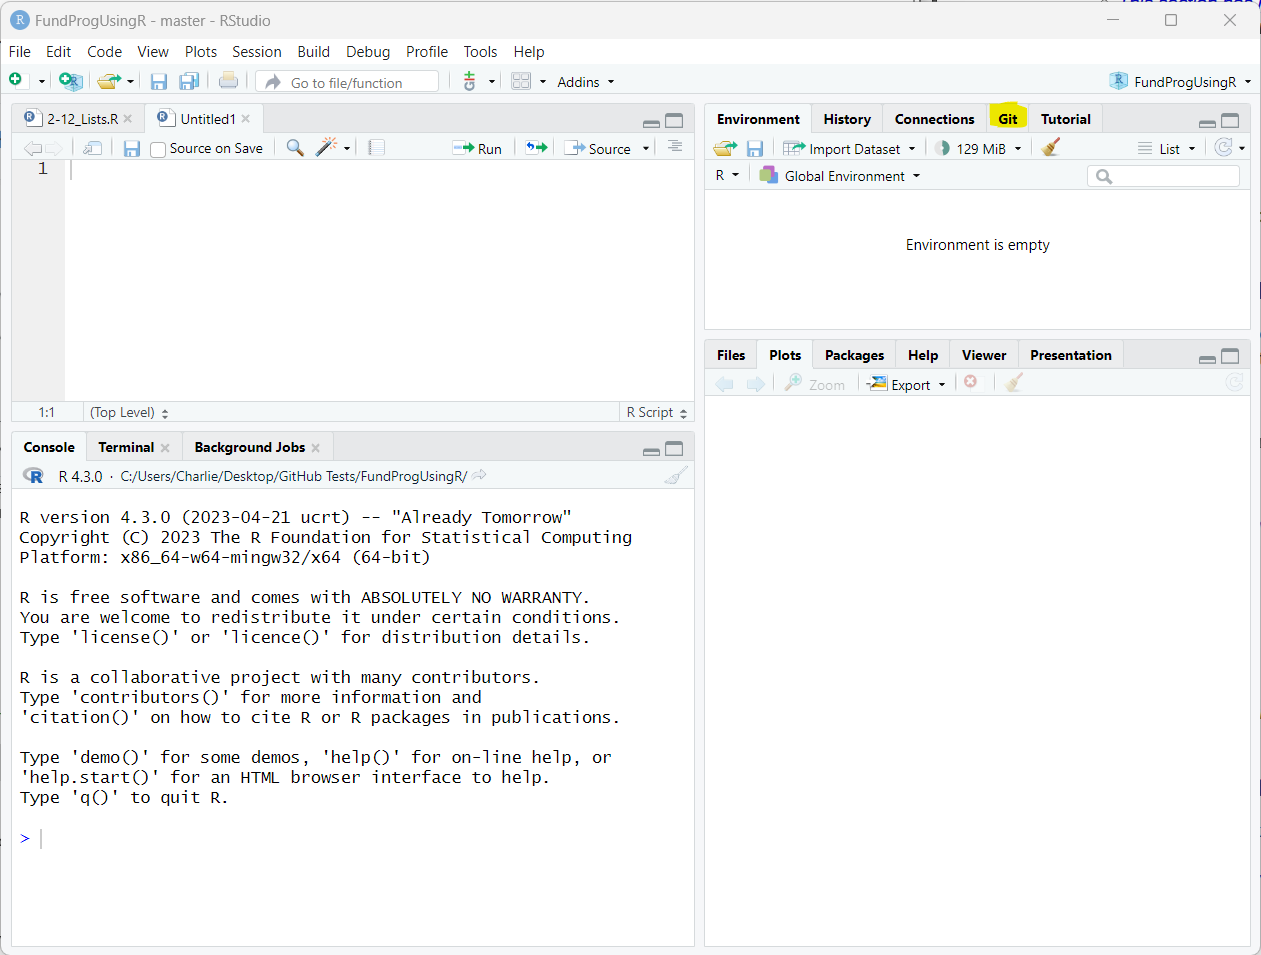 FundProgUsingR - master - RStudio
File Edit Code View Plots Session Build Debug Profile Tools Help
Go to file/function Addins FundProgUsingR
2-12_Lists.R Untitled1
Source on Save Run Source
1
1:1 (Top Level) R Script
Console Terminal Background Jobs
R 4.3.0 · C:/Users/Charlie/Desktop/GitHub Tests/FundProgUsingR/
R version 4.3.0 (2023-04-21 ucrt) -- "Already Tomorrow"
Copyright (C) 2023 The R Foundation for Statistical Computing
Platform: x86_64-w64-mingw32/x64 (64-bit)
R is free software and comes with ABSOLUTELY NO WARRANTY.
You are welcome to redistribute it under certain conditions.
Type 'license()' or 'licence()' for distribution details.
R is a collaborative project with many contributors.
Type 'contributors()' for more information and
'citation()' on how to cite R or R packages in publications.
Type 'demo()' for some demos, 'help()' for on-line help, or
'help.start()' for an HTML browser interface to help.
Type 'q()' to quit R.
>
Environment History Connections Git Tutorial
Import Dataset 129 MiB List
R Global Environment
Environment is empty
Files Plots Packages Help Viewer Presentation
Zoom Export